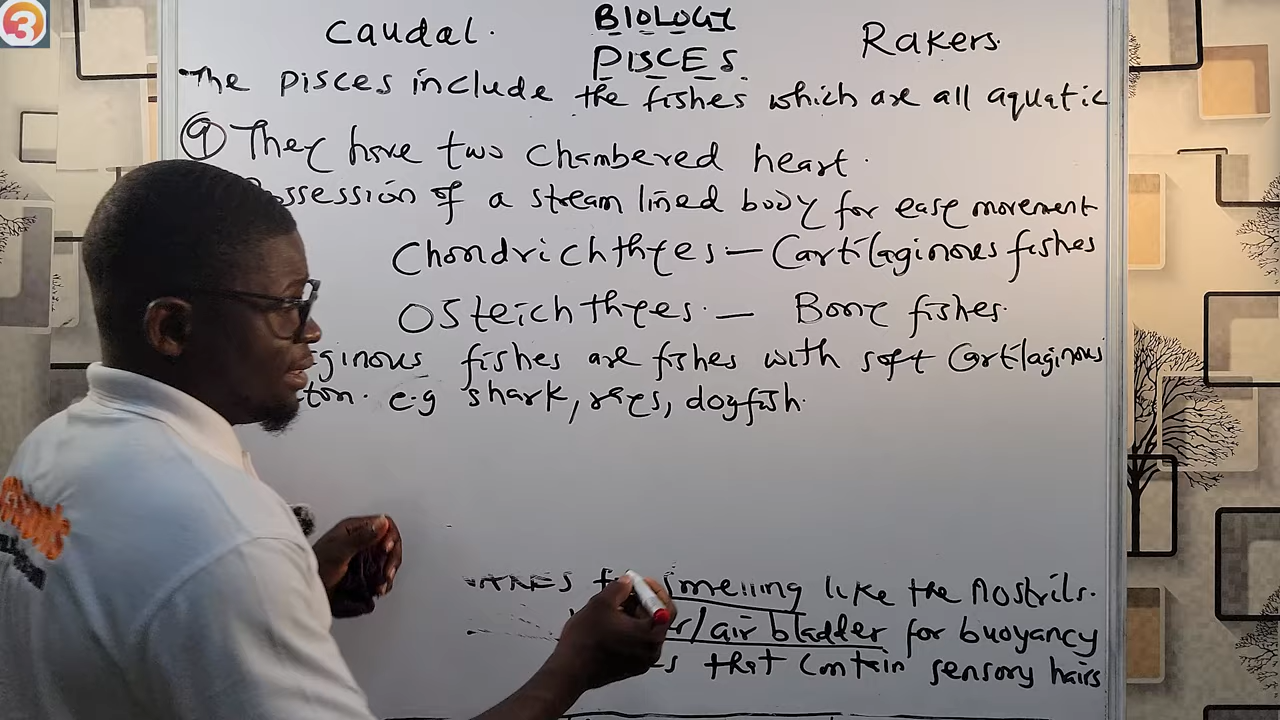 3
BIOLOGY
Caudal. PISCES. Rakers.
The Pisces include the fishes which are all aquatic
a They have two chambered heart.
ossession of a stream lined body for ease movement
Chondrichthyes - Cartilaginous fishes
Osteichthyes. - Bony fishes.
ginous fishes are fishes with soft Cartilaginous
ton. e.g shark, rays, dogfish.
smelling like the nostrils.
r/air bladder for buoyancy
s that contain sensory hairs